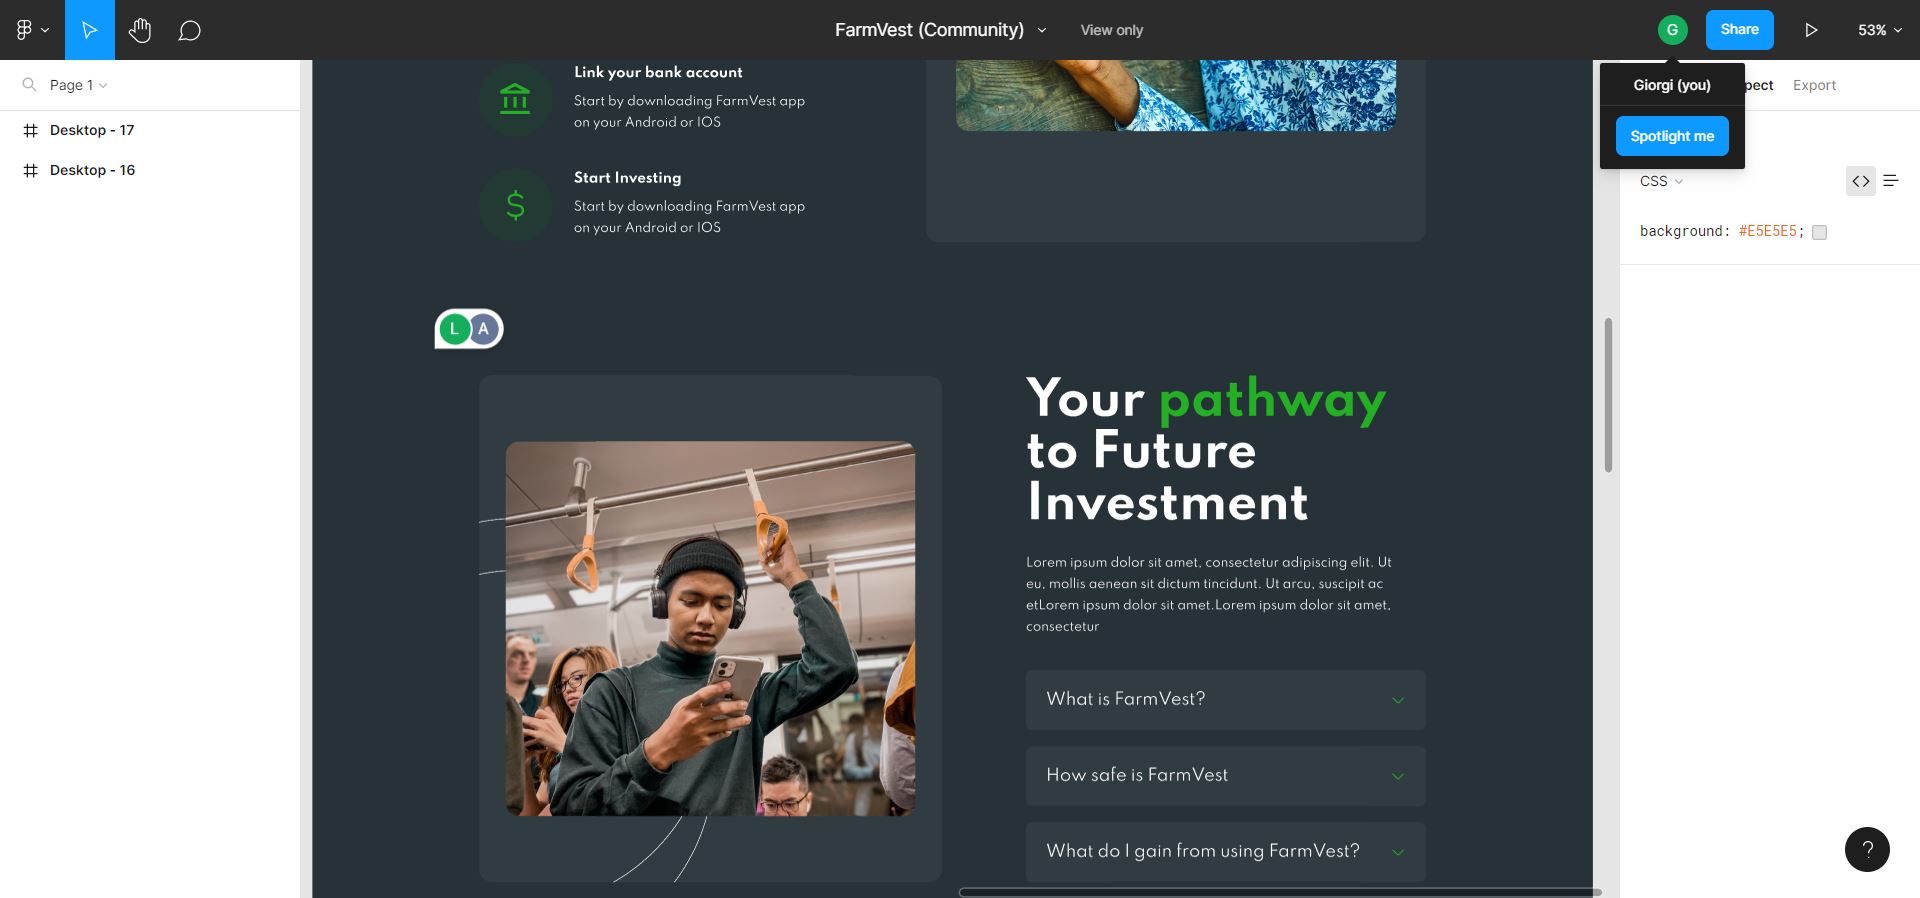 FarmVest (Community)
View only
G
Share
53%
Page 1
Giorgi (you)
pect
Export
Spotlight me
Desktop - 17
Desktop - 16
CSS
background: #E5E5E5;
Link your bank account
Start by downloading FarmVest app
on your Android or IOS
Start Investing
Start by downloading FarmVest app
on your Android or IOS
$
L A
Your pathway
to Future
Investment
Lorem ipsum dolor sit amet, consectetur adipiscing elit. Ut
eu, mollis aenean sit dictum tincidunt. Ut arcu, suscipit ac
etLorem ipsum dolor sit amet.Lorem ipsum dolor sit amet,
consectetur
What is FarmVest?
How safe is FarmVest
What do I gain from using FarmVest?
?